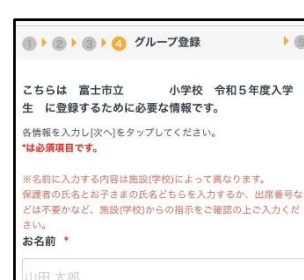 1 2 3 4 グループ登録 5
こちらは 富士市立 小学校 令和5年度入学
生 に登録するために必要な情報です。
各情報を入力し[次へ]をタップしてください。
*は必須項目です。
※名前に入力する内容は施設(学校)によって異なります。
保護者の氏名とお子さまの氏名どちらを入力するか、出席番号な
どは不要かなど、施設(学校)からの指示をご確認の上ご入力くだ
さい。
お名前 *
山田 太郎